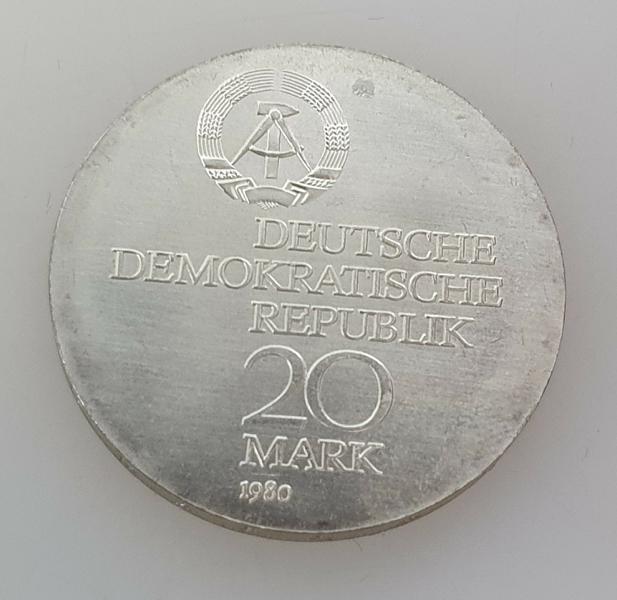 DEUTSCHE
DEMOKRATISCHE
REPUBLIK
20
MARK
1980